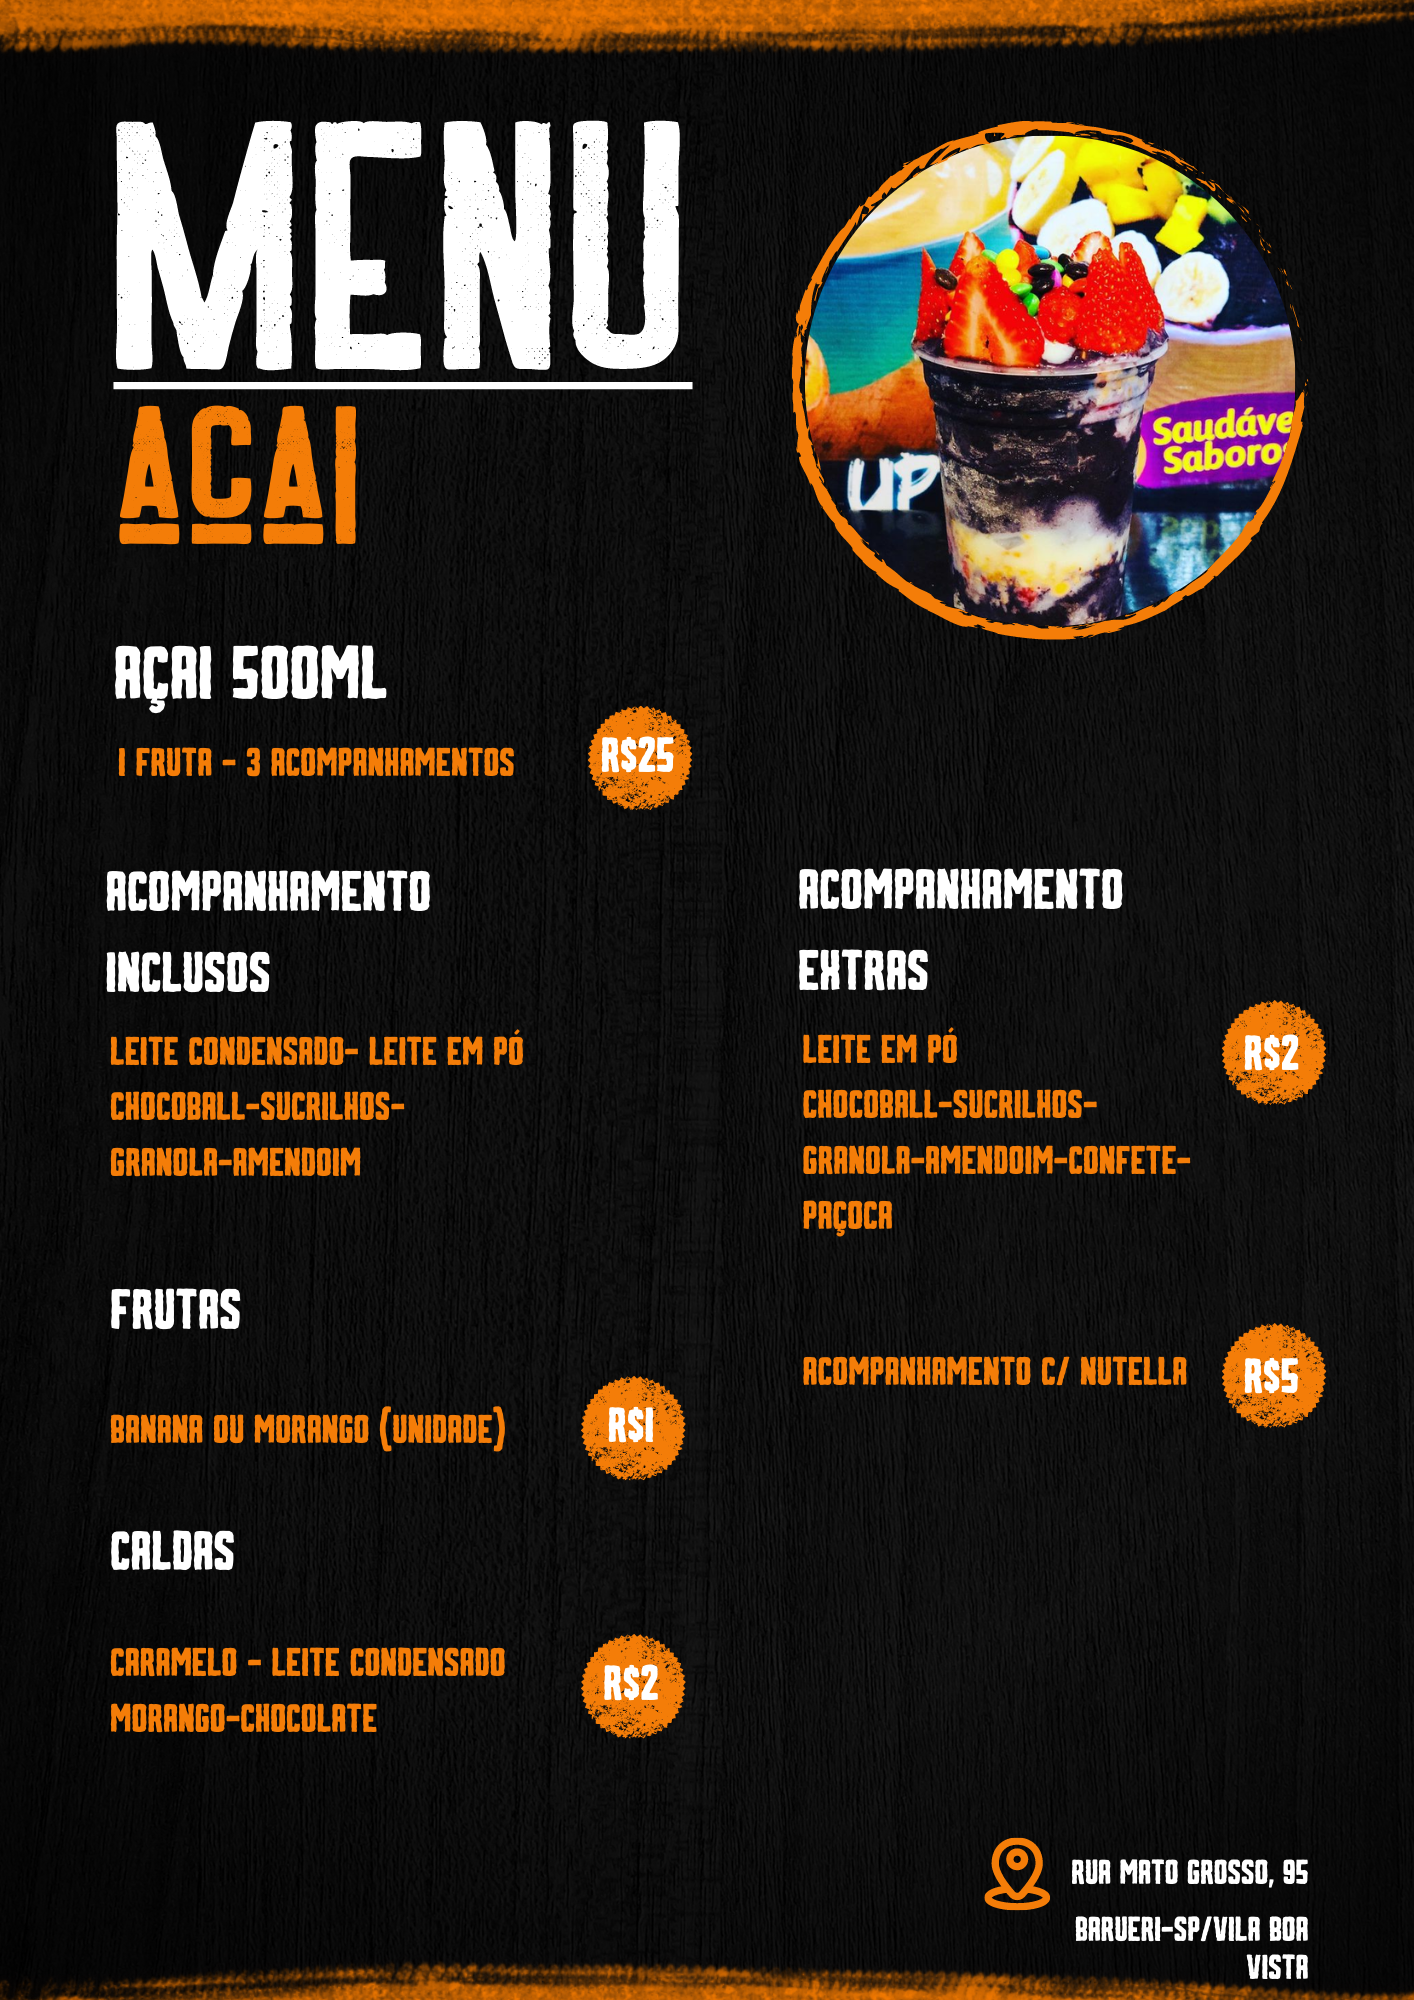 MENU
AÇAI
UP
Saudáve
Saboro
AÇAI 500ML
1 FRUTA - 3 ACOMPANHAMENTOS
R$25
ACOMPANHAMENTO
INCLUSOS
LEITE CONDENSADO- LEITE EM PÓ
CHOCOBALL-SUCRILHOS-
GRANOLA-AMENDOIM
ACOMPANHAMENTO
EXTRAS
LEITE EM PÓ
R$2
CHOCOBALL-SUCRILHOS-
GRANOLA-AMENDOIM-CONFETE-
PAÇOCA
FRUTAS
BANANA OU MORANGO (UNIDADE)
R$1
ACOMPANHAMENTO C/ NUTELLA
R$5
CALDAS
CARAMELO - LEITE CONDENSADO
MORANGO-CHOCOLATE
R$2
RUA MATO GROSSO, 95
BARUERI-SP/VILA BOA
VISTA